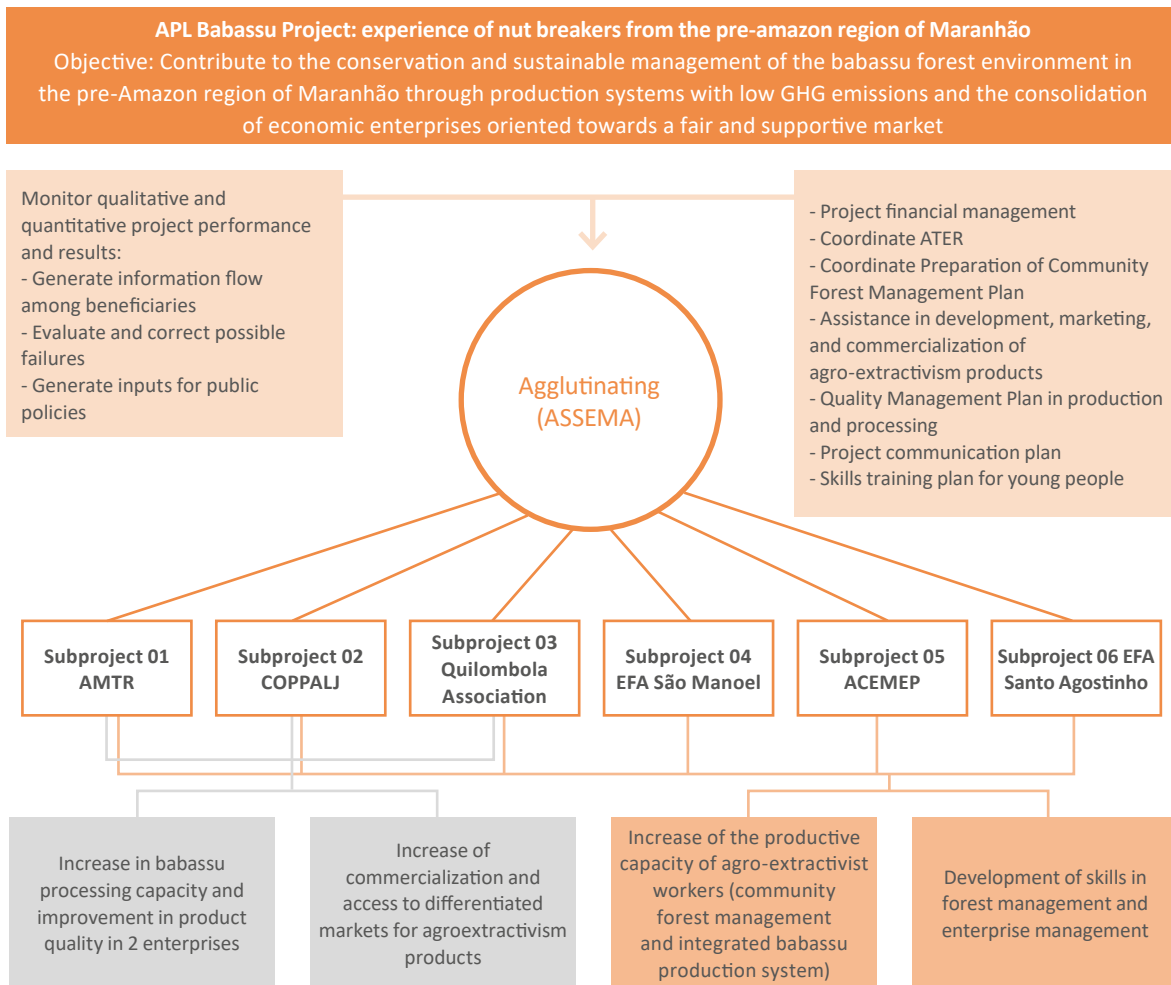 APL Babassu Project: experience of nut breakers from the pre-amazon region of Maranhão
Objective: Contribute to the conservation and sustainable management of the babassu forest environment in
the pre-Amazon region of Maranhão through production systems with low GHG emissions and the consolidation
of economic enterprises oriented towards a fair and supportive market
Monitor qualitative and
quantitative project performance
and results:
- Generate information flow
among beneficiaries
- Evaluate and correct possible
failures
- Generate inputs for public
policies
- Project financial management
- Coordinate ATER
- Coordinate Preparation of Community
Forest Management Plan
- Assistance in development, marketing,
and commercialization of
agro-extractivism products
- Quality Management Plan in production
and processing
- Project communication plan
- Skills training plan for young people
Agglutinating
(ASSEMA)
Subproject 01
AMTR
Subproject 02
COPPALJ
Subproject 03
Quilombola
Association
Subproject 04
EFA São Manoel
Subproject 05
ACEMEP
Subproject 06 EFA
Santo Agostinho
Increase in babassu
processing capacity and
improvement in product
quality in 2 enterprises
Increase of
commercialization and
access to differentiated
markets for agroextractivism
products
Increase of the productive
capacity of agro-extractivist
workers (community
forest management
and integrated babassu
production system)
Development of skills in
forest management and
enterprise management